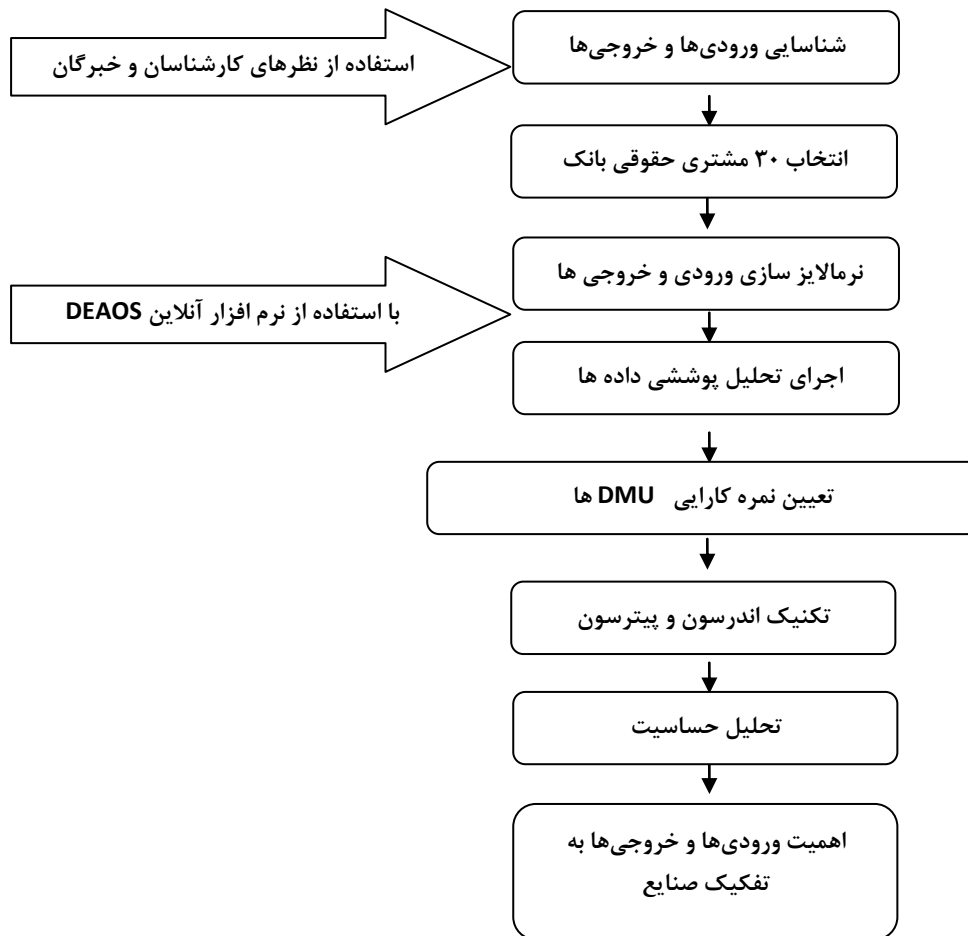 شناسایی ورودی‌ها و خروجی‌ها
استفاده از نظرهای کارشناسان و خبرگان
انتخاب ۳۰ مشتری حقوقی بانک
نرمالایز سازی ورودی و خروجی ها
با استفاده از نرم افزار آنلاین DEAOS
اجرای تحلیل پوششی داده ها
تعیین نمره کارایی DMU ها
تکنیک اندرسون و پیترسون
تحلیل حساسیت
اهمیت ورودی‌ها و خروجی‌ها به
تفکیک صنایع